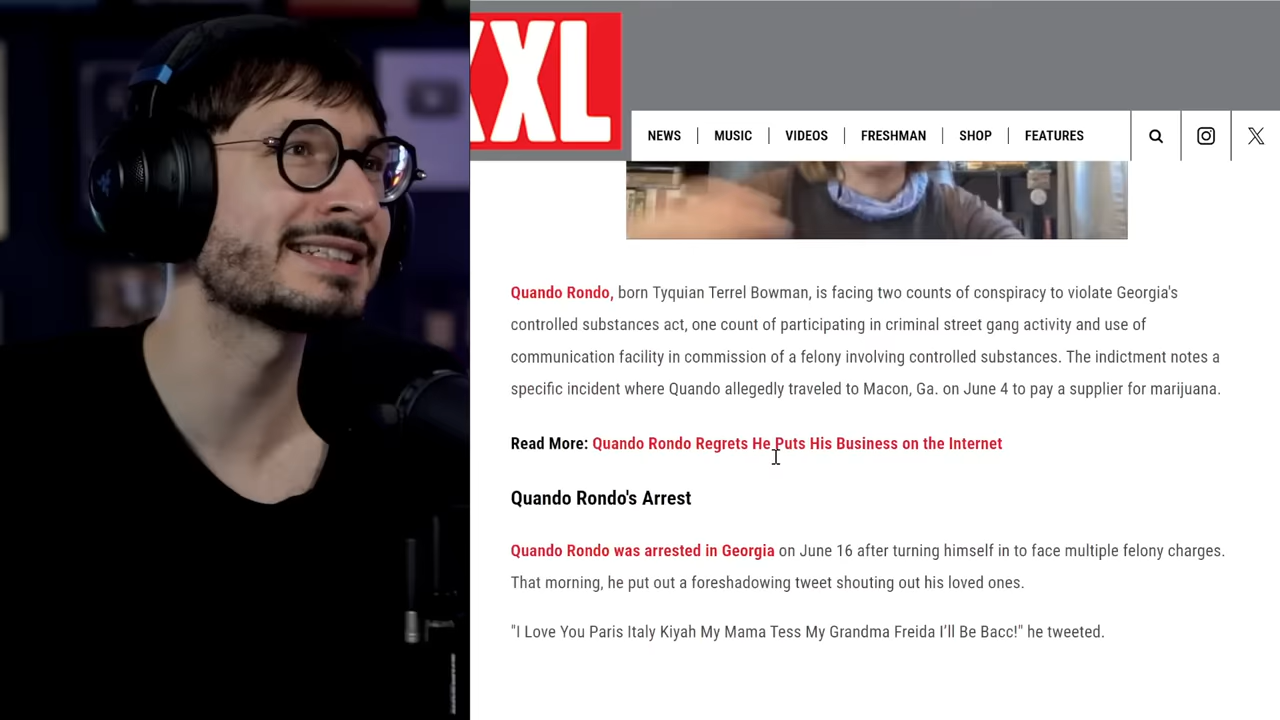 XXL
NEWS
MUSIC
VIDEOS
FRESHMAN
SHOP
FEATURES
Quando Rondo, born Tyquian Terrel Bowman, is facing two counts of conspiracy to violate Georgia's
controlled substances act, one count of participating in criminal street gang activity and use of
communication facility in commission of a felony involving controlled substances. The indictment notes a
specific incident where Quando allegedly traveled to Macon, Ga. on June 4 to pay a supplier for marijuana.
Read More: Quando Rondo Regrets He Puts His Business on the Internet
Quando Rondo's Arrest
Quando Rondo was arrested in Georgia on June 16 after turning himself in to face multiple felony charges.
That morning, he put out a foreshadowing tweet shouting out his loved ones.
"I Love You Paris Italy Kiyah My Mama Tess My Grandma Freida I’ll Be Bacc!" he tweeted.